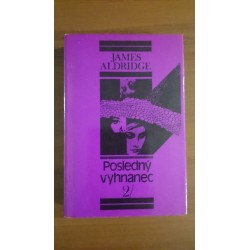 JAMES
ALDRIDGE
Posledný
vyhnanec
2/